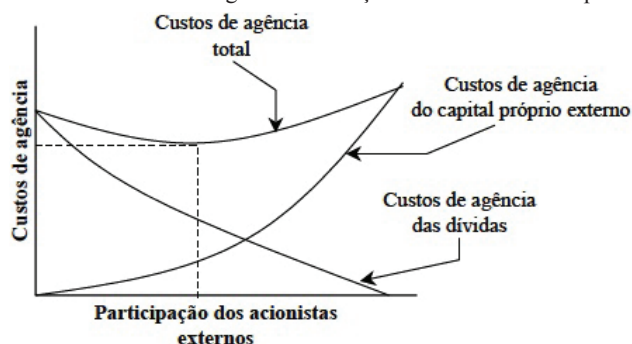 Custos de agência
total
Custos de agência
do capital próprio externo
Custos de agência
Custos de agência
das dívidas
Participação dos acionistas
externos